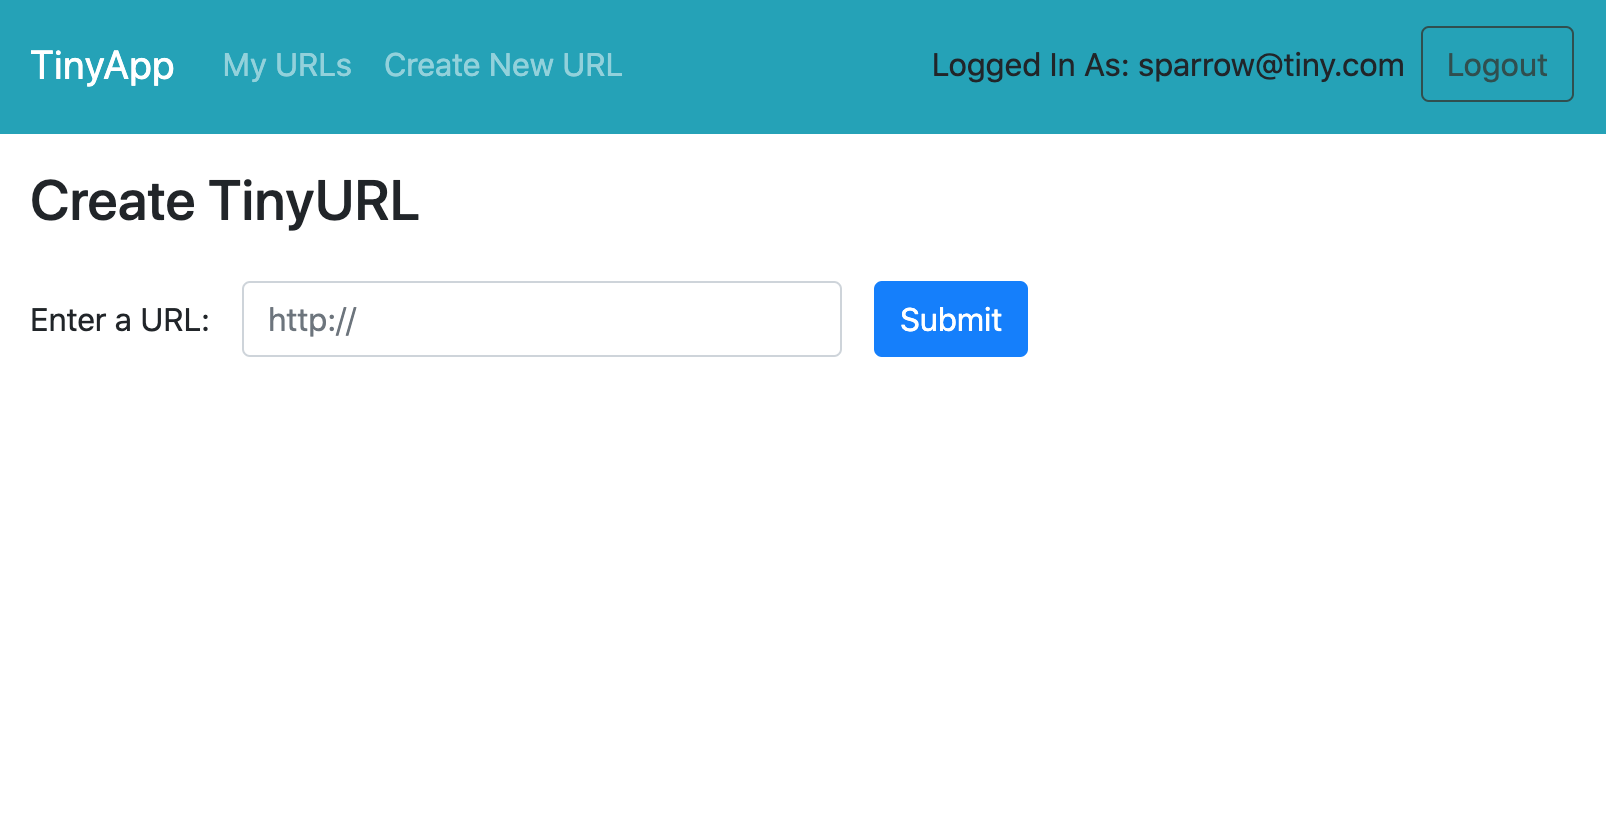 TinyApp My URLs Create New URL Logged In As: sparrow@tiny.com Logout
Create TinyURL
Enter a URL: http:// Submit